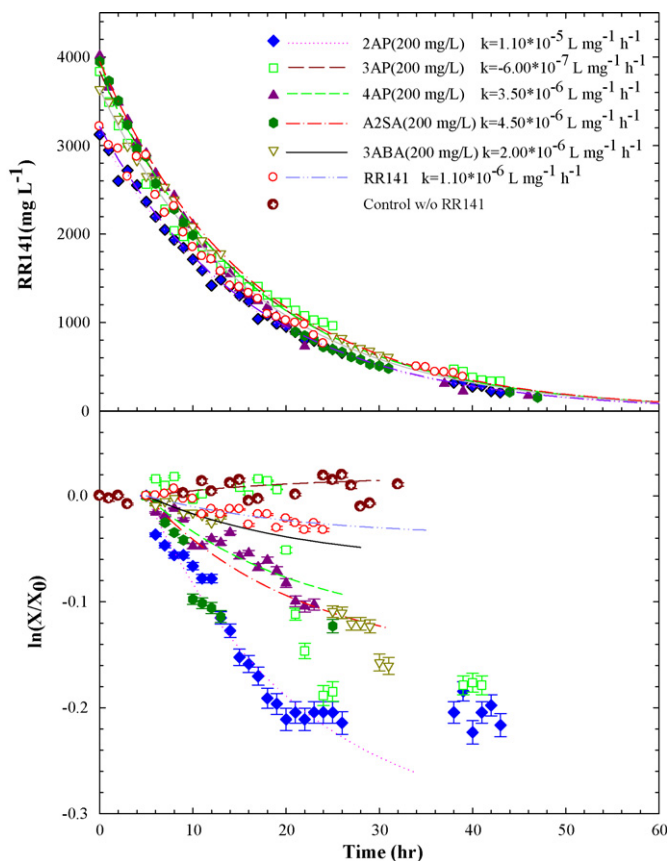 2AP(200 mg/L) k=1.10*10⁻⁵ L mg⁻¹ h⁻¹
3AP(200 mg/L) k=-6.00*10⁻⁷ L mg⁻¹ h⁻¹
4AP(200 mg/L) k=3.50*10⁻⁶ L mg⁻¹ h⁻¹
A2SA(200 mg/L) k=4.50*10⁻⁶ L mg⁻¹ h⁻¹
3ABA(200 mg/L) k=2.00*10⁻⁶ L mg⁻¹ h⁻¹
RR141 k=1.10*10⁻⁶ L mg⁻¹ h⁻¹
Control w/o RR141
RR141(mg L⁻¹)
4000
3000
2000
1000
0
ln(X/X₀)
0.0
-0.1
-0.2
-0.3
0 10 20 30 40 50 60
Time (hr)